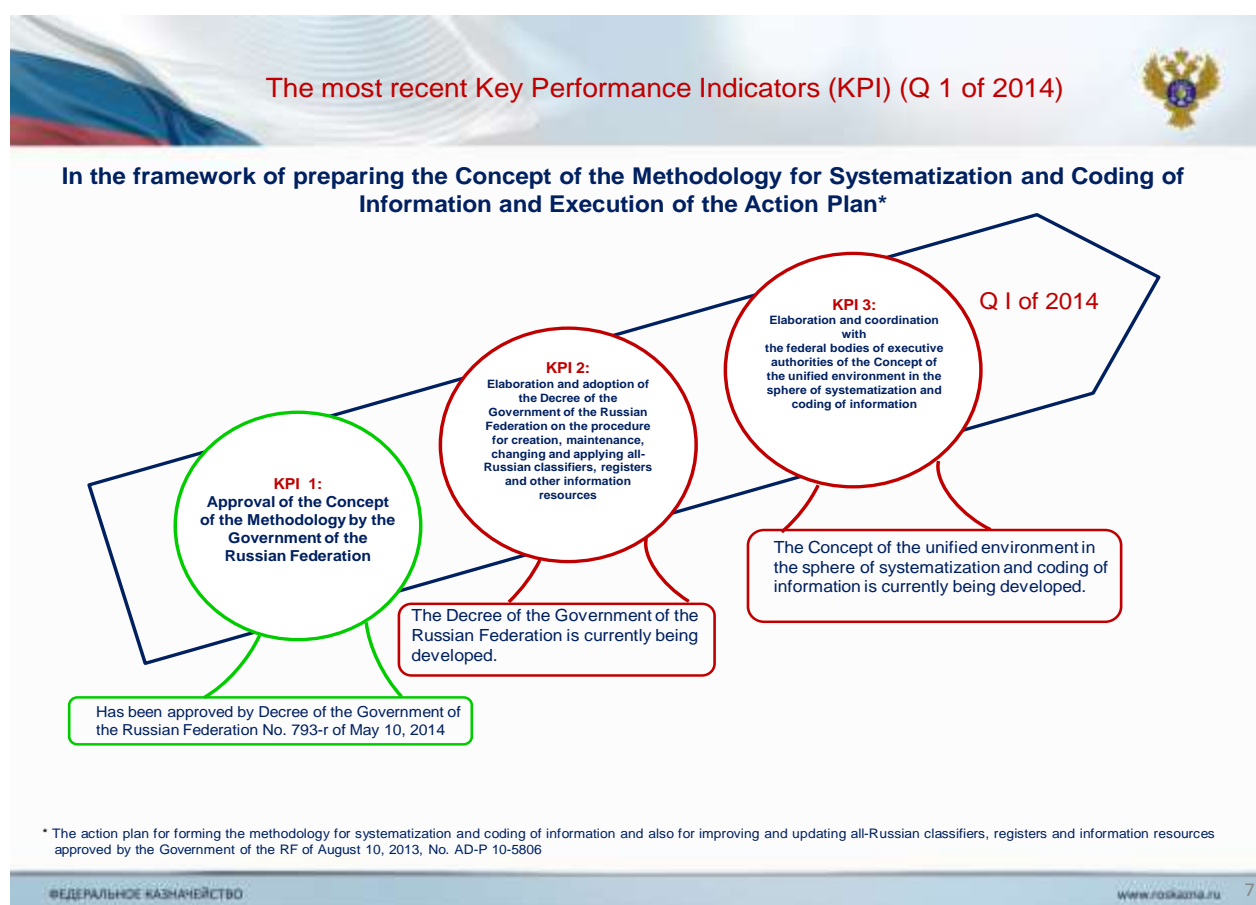 The most recent Key Performance Indicators (KPI) (Q 1 of 2014)
In the framework of preparing the Concept of the Methodology for Systematization and Coding of
Information and Execution of the Action Plan*
Q I of 2014
KPI 3:
Elaboration and coordination
with
the federal bodies of executive
authorities of the Concept of
the unified environment in the
sphere of systematization and
coding of information
KPI 2:
Elaboration and adoption of
the Decree of the
Government of the Russian
Federation on the procedure
for creation, maintenance,
changing and applying all-
Russian classifiers, registers
and other information
resources
KPI 1:
Approval of the Concept
of the Methodology by the
Government of the
Russian Federation
The Concept of the unified environment in
the sphere of systematization and coding of
information is currently being developed.
The Decree of the Government of the
Russian Federation is currently being
developed.
Has been approved by Decree of the Government of
the Russian Federation No. 793-r of May 10, 2014
* The action plan for forming the methodology for systematization and coding of information and also for improving and updating all-Russian classifiers, registers and information resources
approved by the Government of the RF of August 10, 2013, No. AD-P 10-5806
ФЕДЕРАЛЬНОЕ КАЗНАЧЕЙСТВО
www.roskazna.ru
7